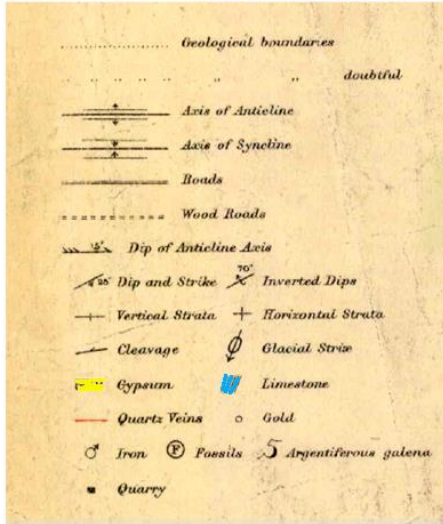 Geological boundaries
" " doubtful
Axis of Anticline
Axis of Syncline
Roads
Wood Roads
15° Dip of Anticline Axis
25° Dip and Strike 70° Inverted Dips
Vertical Strata Horizontal Strata
Cleavage Glacial Striæ
Gypsum Limestone
Quartz Veins Gold
Iron F Fossils 5 Argentiferous galena
Quarry